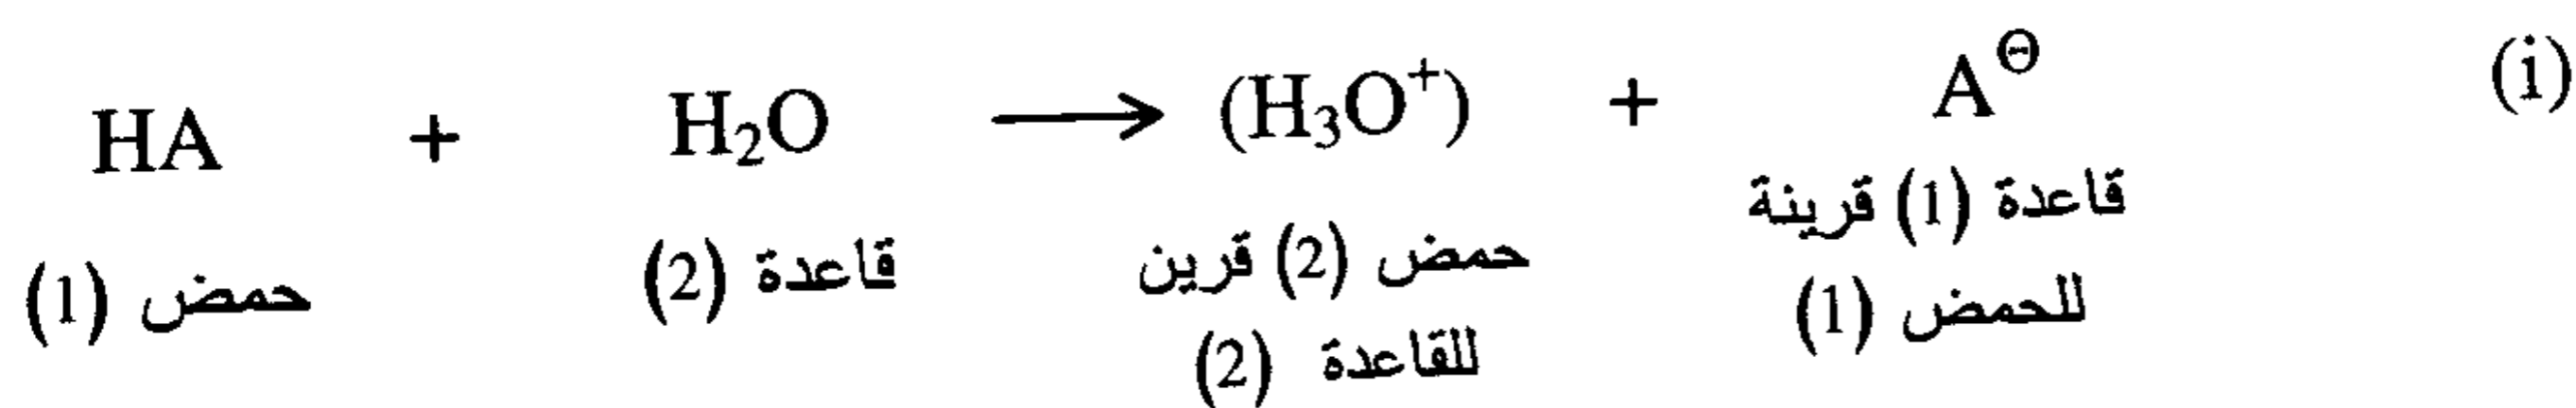 HA + H₂O ⟶ (H₃O⁺) + A^⊖ (i)
حمض (1) قاعدة (2) حمض (2) قرين قاعدة (1) قرينة
للقاعدة (2) للحمض (1)